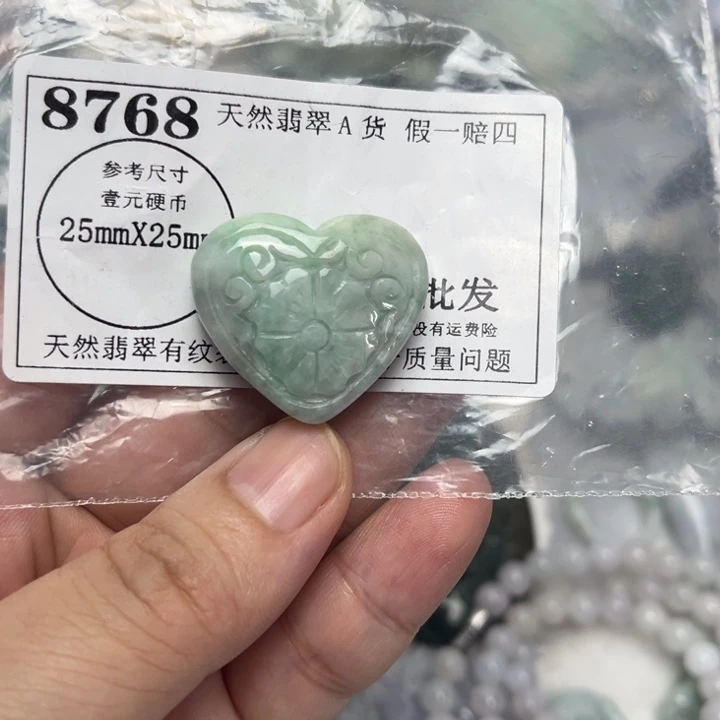 8768 天然翡翠A货 假一赔四
参考尺寸
壹元硬币
25mmX25m
批发
没有运费险
天然翡翠有纹 质量问题